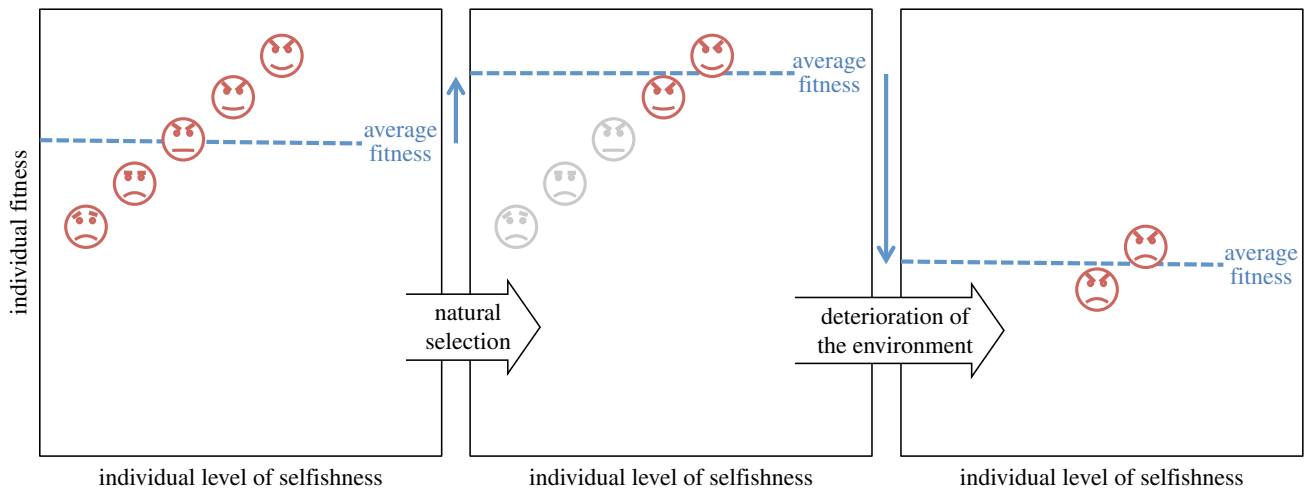 individual fitness
average
fitness
individual level of selfishness
natural
selection
average
fitness
individual level of selfishness
deterioration of
the environment
average
fitness
individual level of selfishness